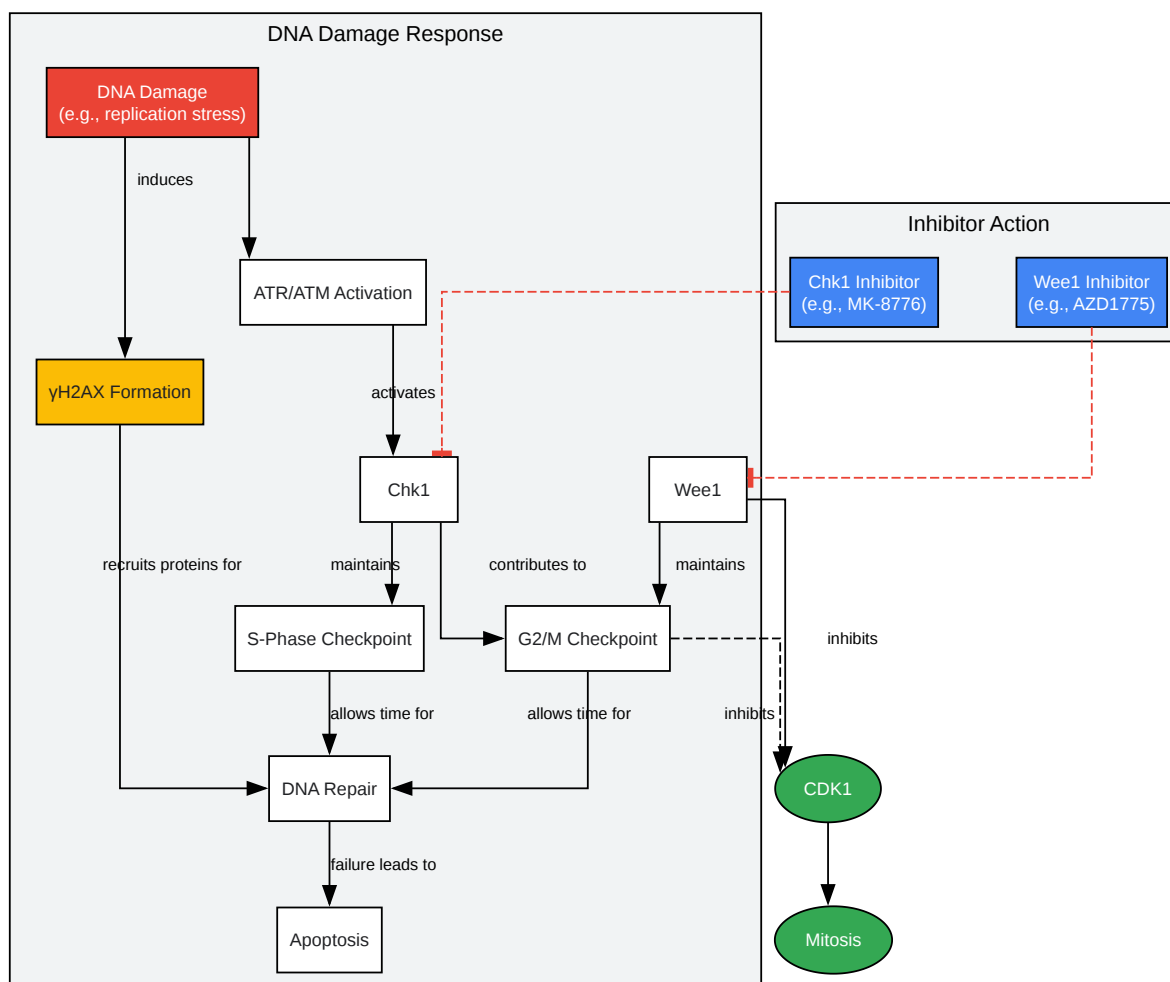 DNA Damage Response
DNA Damage
(e.g., replication stress)
induces
Inhibitor Action
ATR/ATM Activation
Chk1 Inhibitor
(e.g., MK-8776)
Wee1 Inhibitor
(e.g., AZD1775)
γH2AX Formation
activates
Chk1
Wee1
recruits proteins for
maintains
contributes to
maintains
S-Phase Checkpoint
G2/M Checkpoint
inhibits
allows time for
allows time for
inhibits
DNA Repair
CDK1
failure leads to
Apoptosis
Mitosis